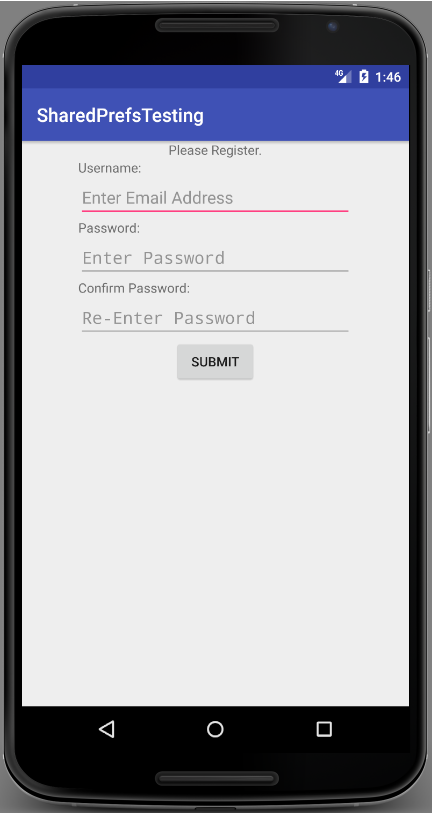 4G 1:46
SharedPrefsTesting
Please Register.
Username:
Enter Email Address
Password:
Enter Password
Confirm Password:
Re-Enter Password
SUBMIT